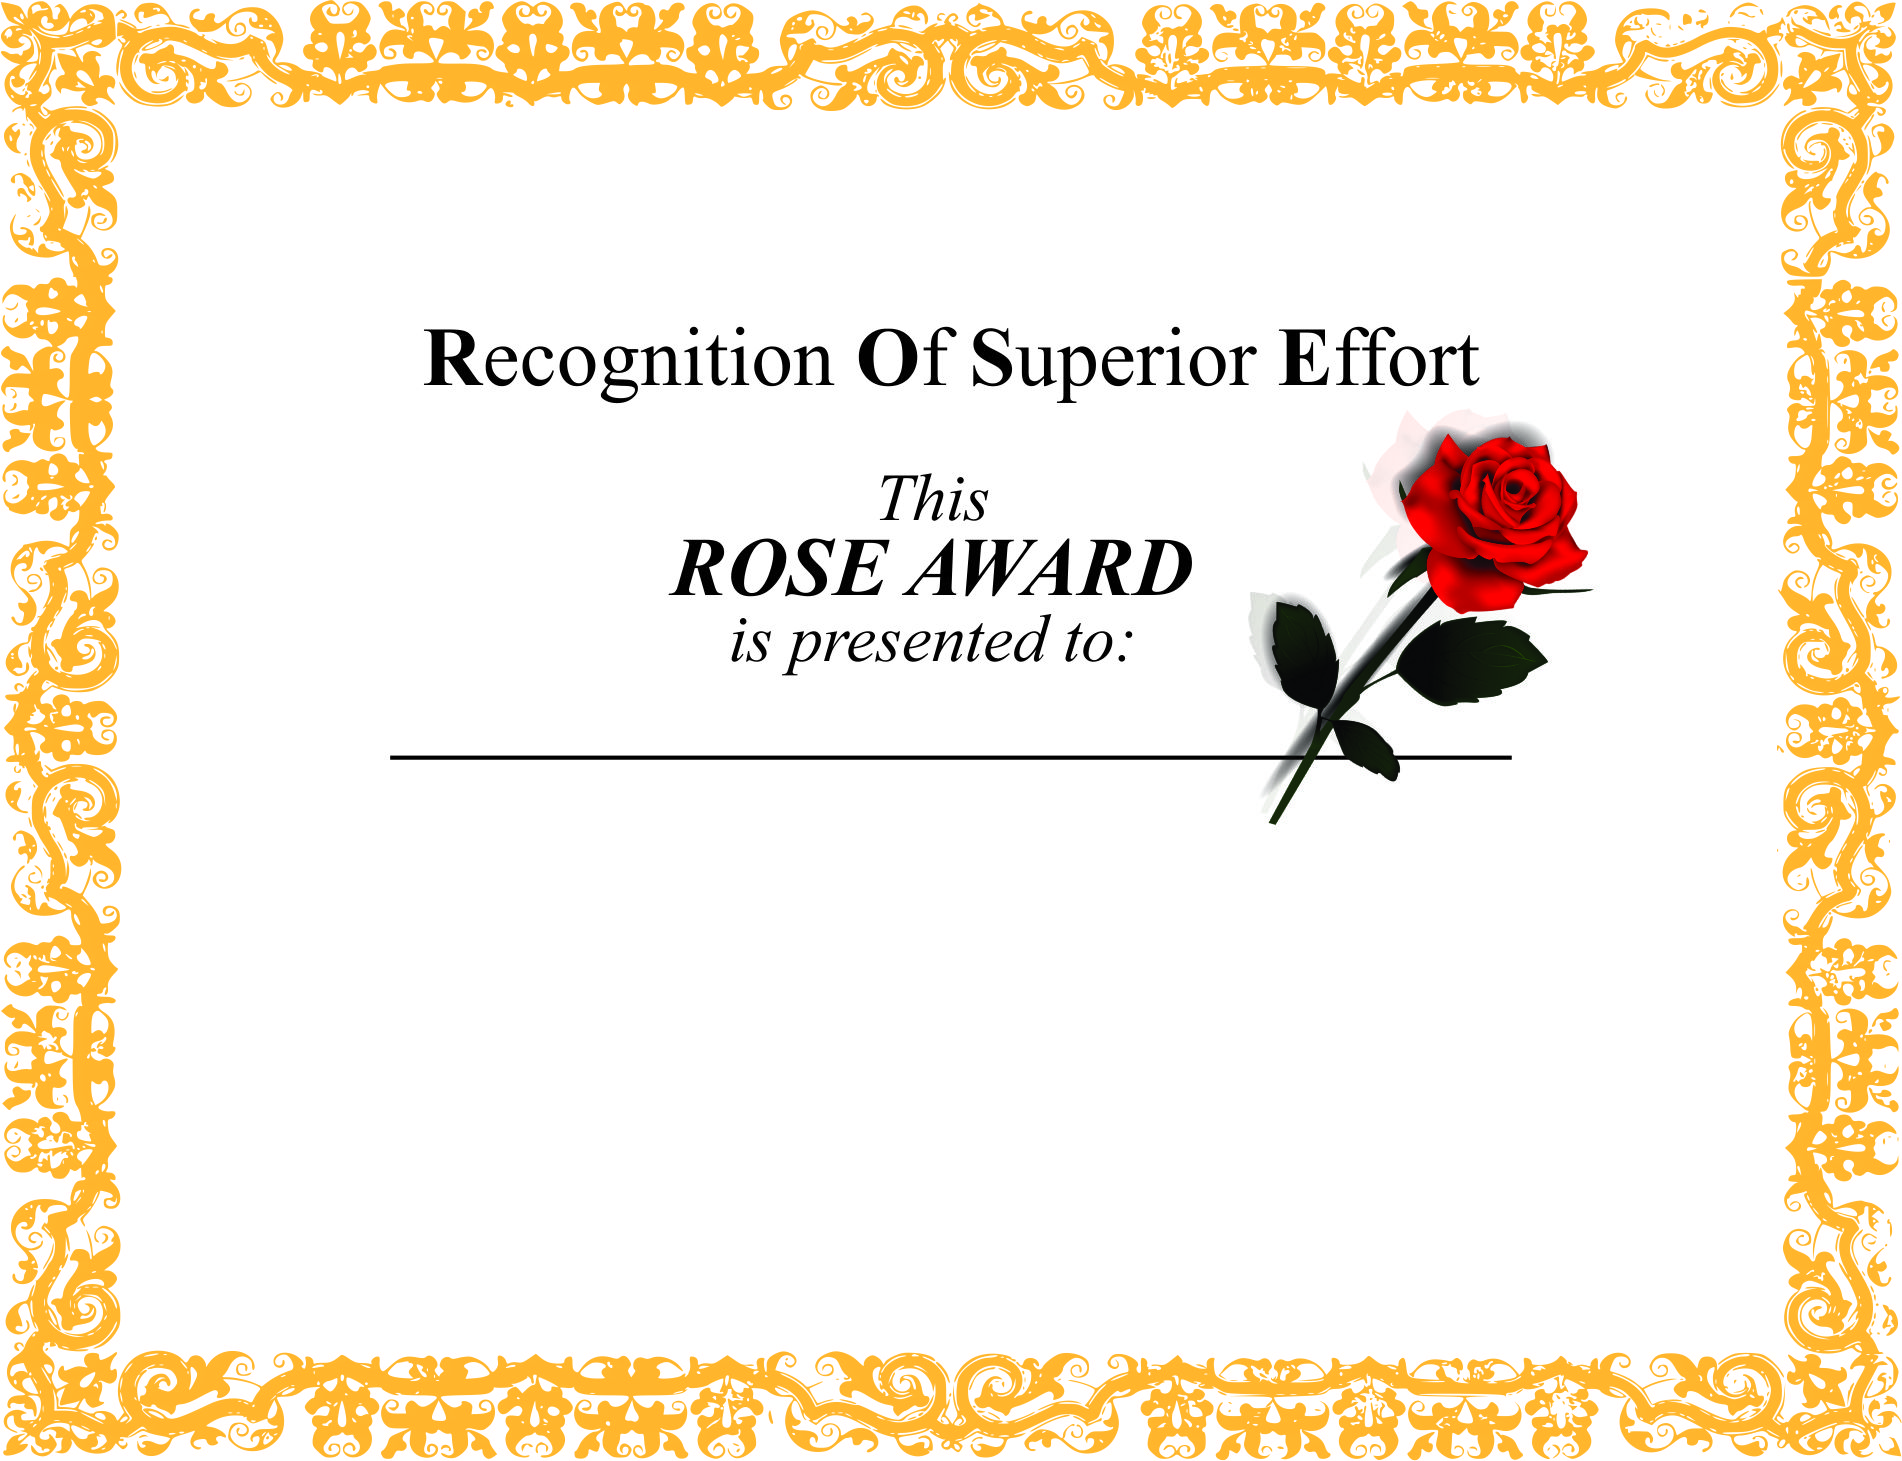 Recognition Of Superior Effort
This
ROSE AWARD
is presented to: